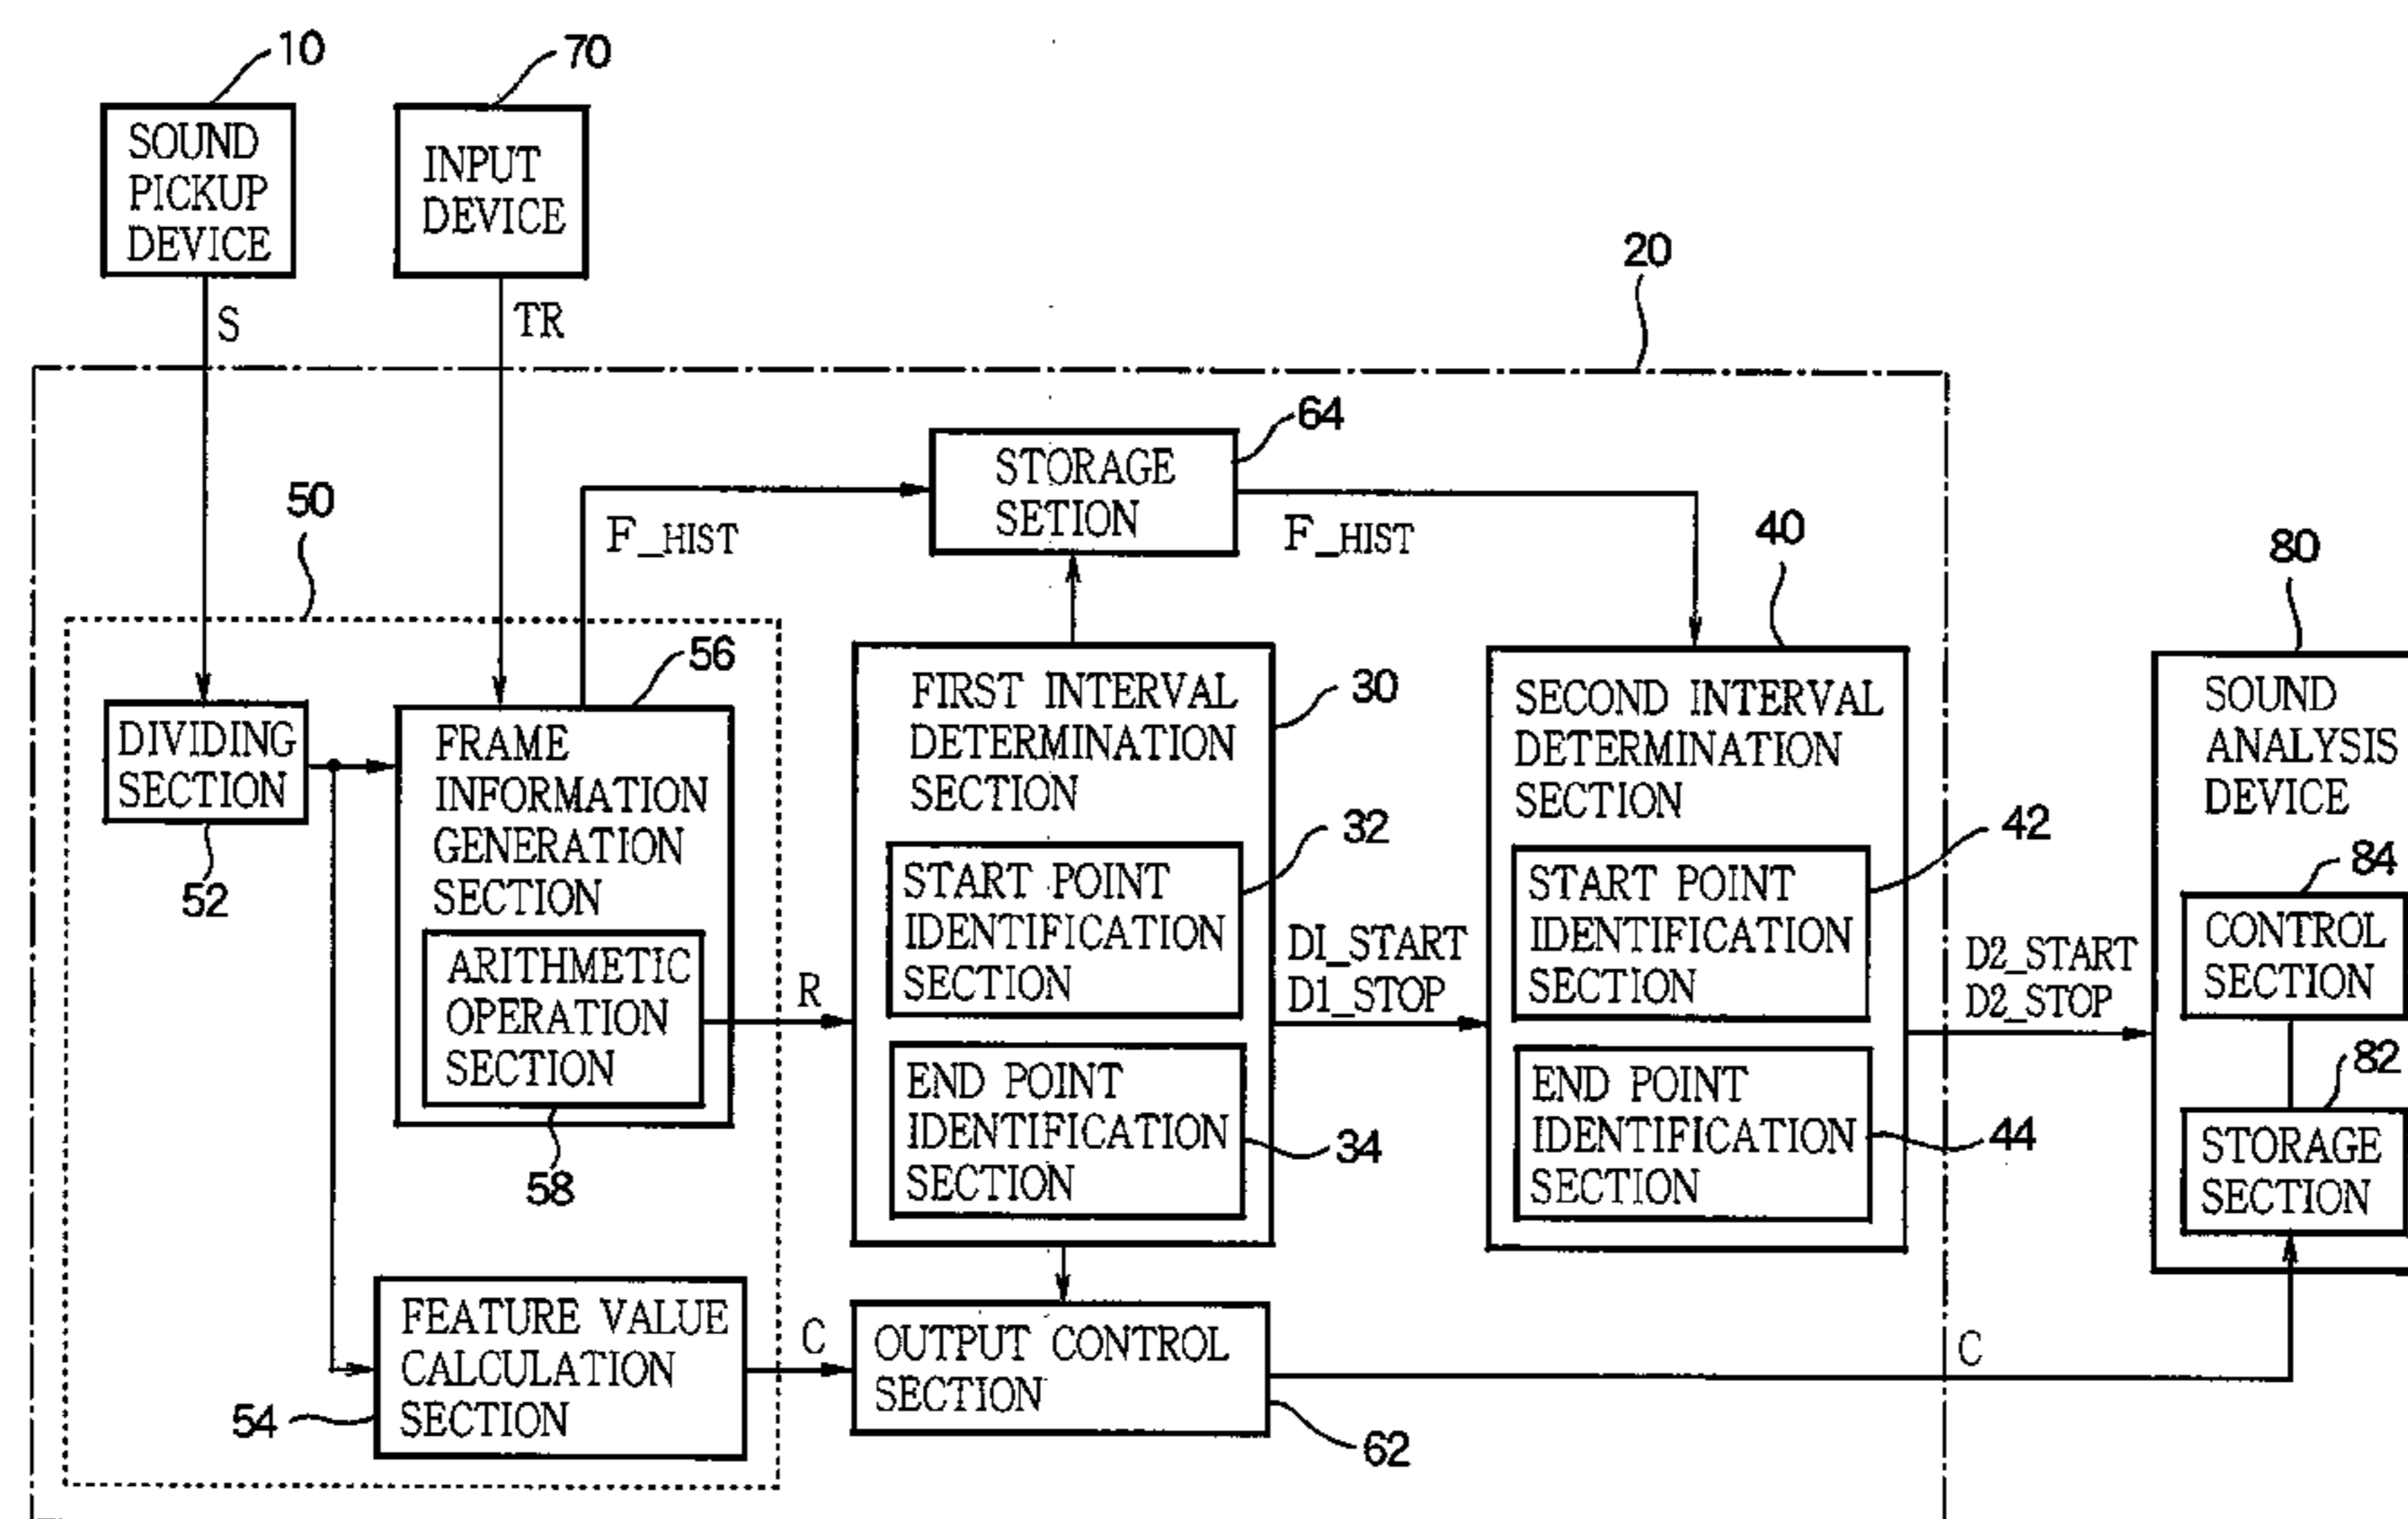 10
70
SOUND
PICKUP
DEVICE
INPUT
DEVICE
S
TR
20
64
STORAGE
SETION
50
F_HIST
F_HIST
40
80
56
DIVIDING
SECTION
52
FRAME
INFORMATION
GENERATION
SECTION
ARITHMETIC
OPERATION
SECTION
58
R
FIRST INTERVAL
DETERMINATION
SECTION
30
START POINT
IDENTIFICATION
SECTION
32
END POINT
IDENTIFICATION
SECTION
34
DI_START
D1_STOP
SECOND INTERVAL
DETERMINATION
SECTION
START POINT
IDENTIFICATION
SECTION
42
END POINT
IDENTIFICATION
SECTION
44
D2_START
D2_STOP
SOUND
ANALYSIS
DEVICE
84
CONTROL
SECTION
82
STORAGE
SECTION
FEATURE VALUE
CALCULATION
SECTION
54
C
OUTPUT CONTROL
SECTION
62
C